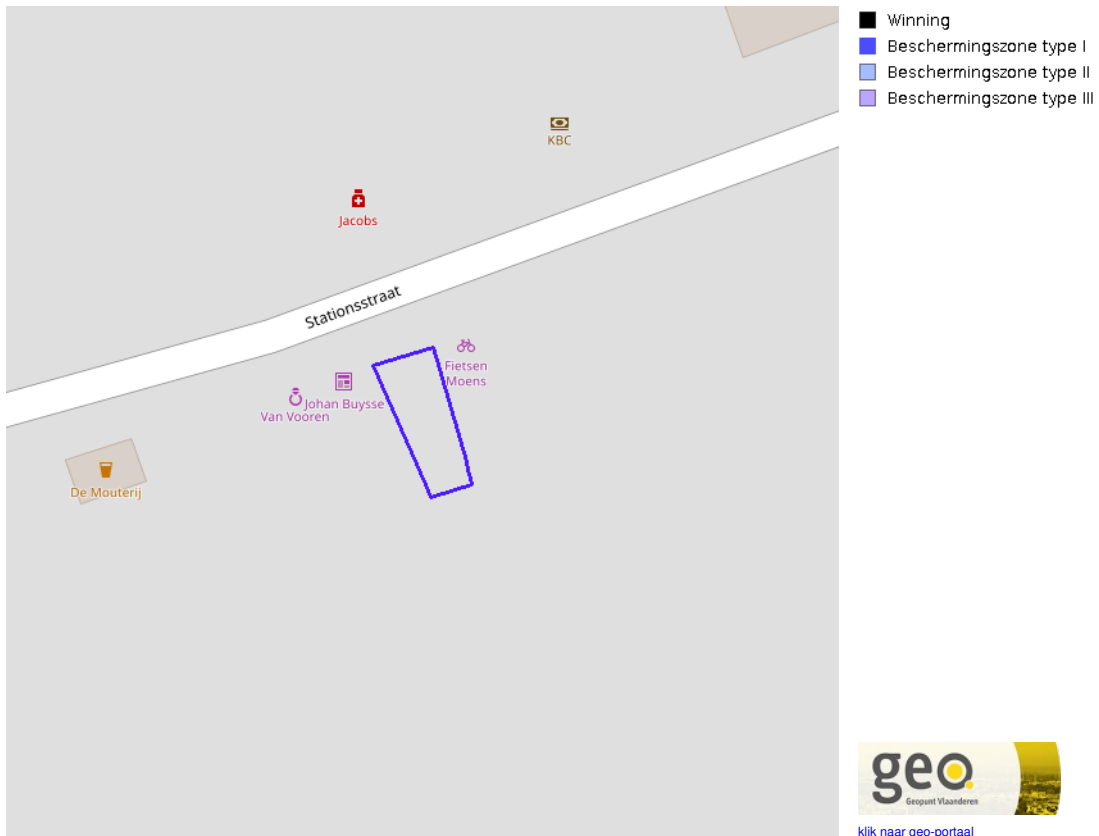 Winning
Beschermingszone type I
Beschermingszone type II
Beschermingszone type III
KBC
Jacobs
Stationsstraat
Fietsen
Moens
Johan Buysse
Van Vooren
De Mouterij
geo.
Geopunt Vlaanderen
klik naar geo-portaal